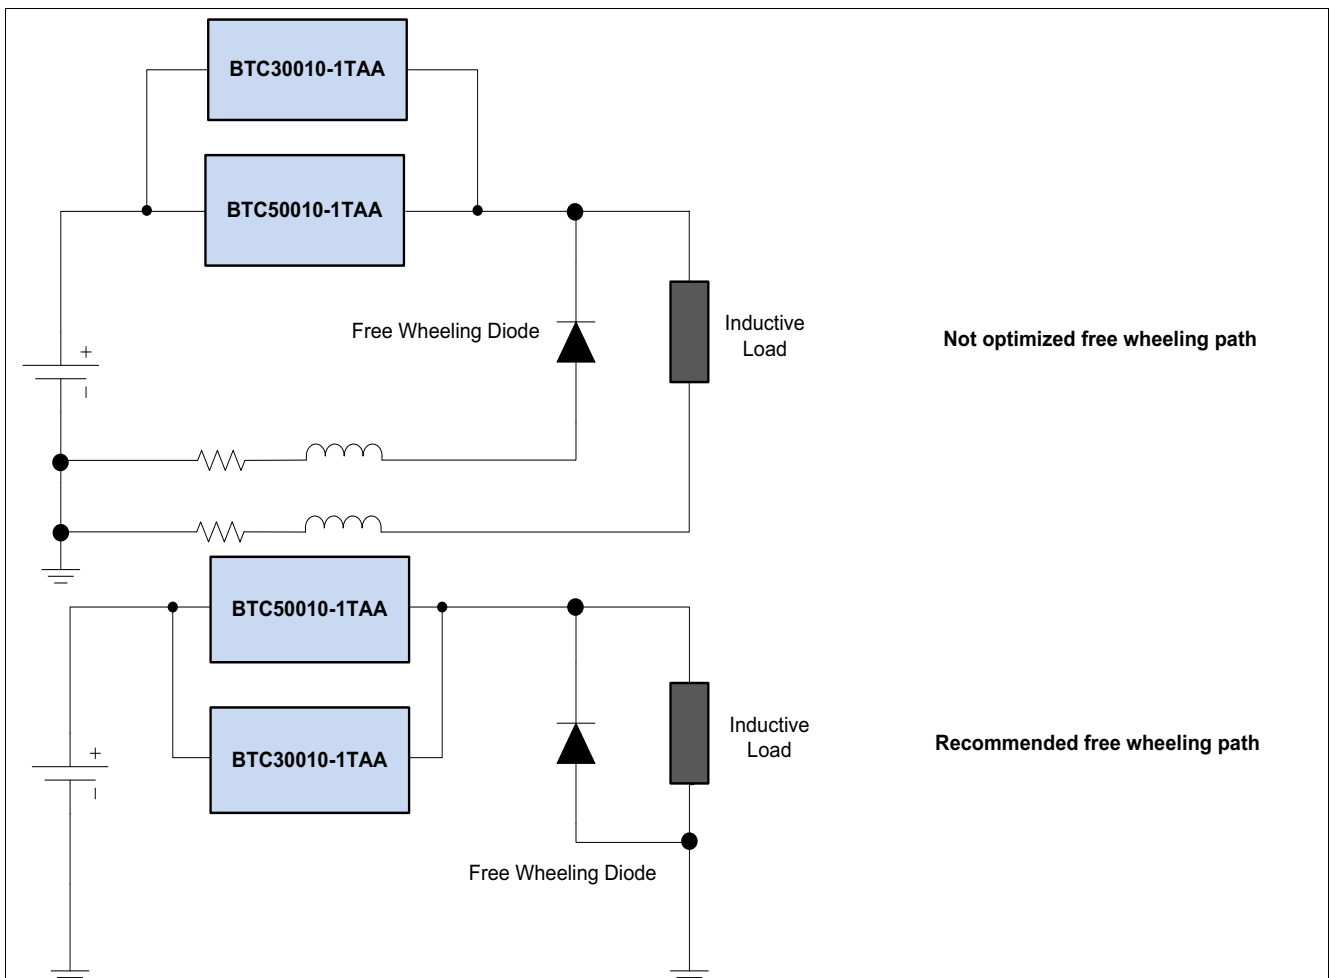 BTC30010-1TAA
BTC50010-1TAA
Free Wheeling Diode
Inductive
Load
Not optimized free wheeling path
+
–
BTC50010-1TAA
BTC30010-1TAA
Inductive
Load
Recommended free wheeling path
+
–
Free Wheeling Diode